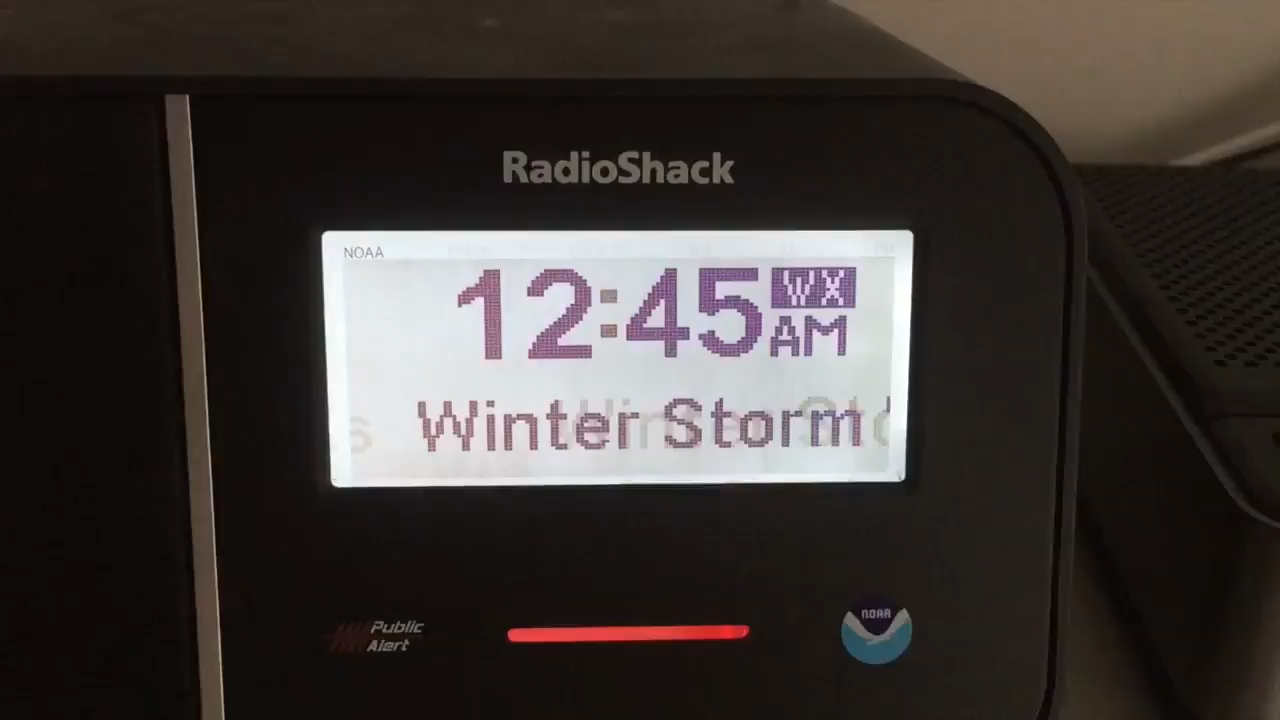 RadioShack
NOAA
12:45 WX
AM
Winter Storm
Public
Alert
NOAA